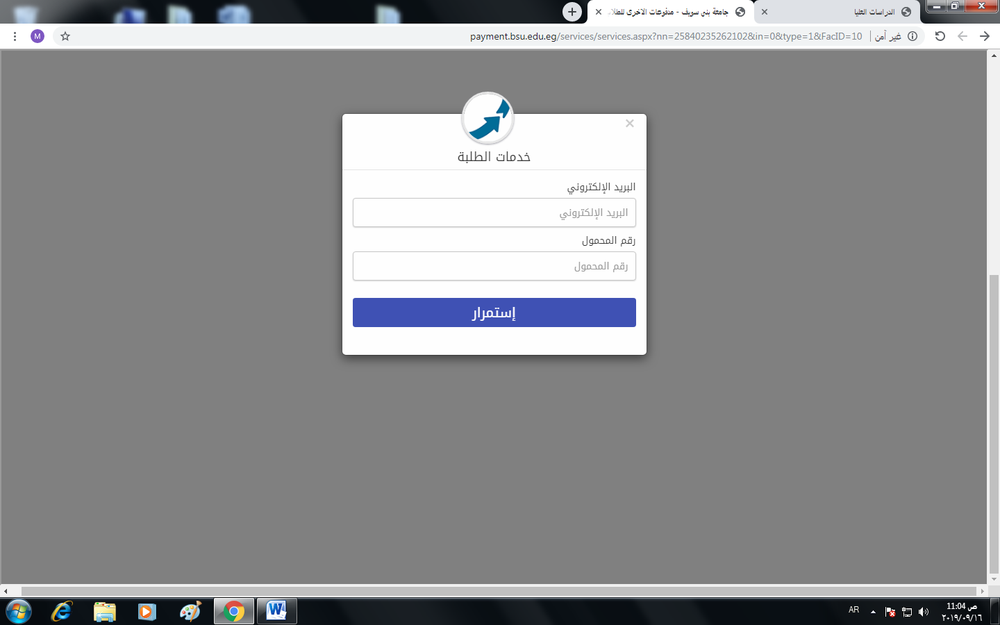 الدراسات العليا
جامعة بني سويف - مدفوعات الاخرى للطلا
غير آمن
payment.bsu.edu.eg/services/services.aspx?nn=25840235262102&in=0&type=1&FacID=10
M
خدمات الطلبة
البريد الإلكتروني
البريد الإلكتروني
رقم المحمول
رقم المحمول
إستمرار
AR
11:04 ص
٢٠١٩/٠٩/١٦